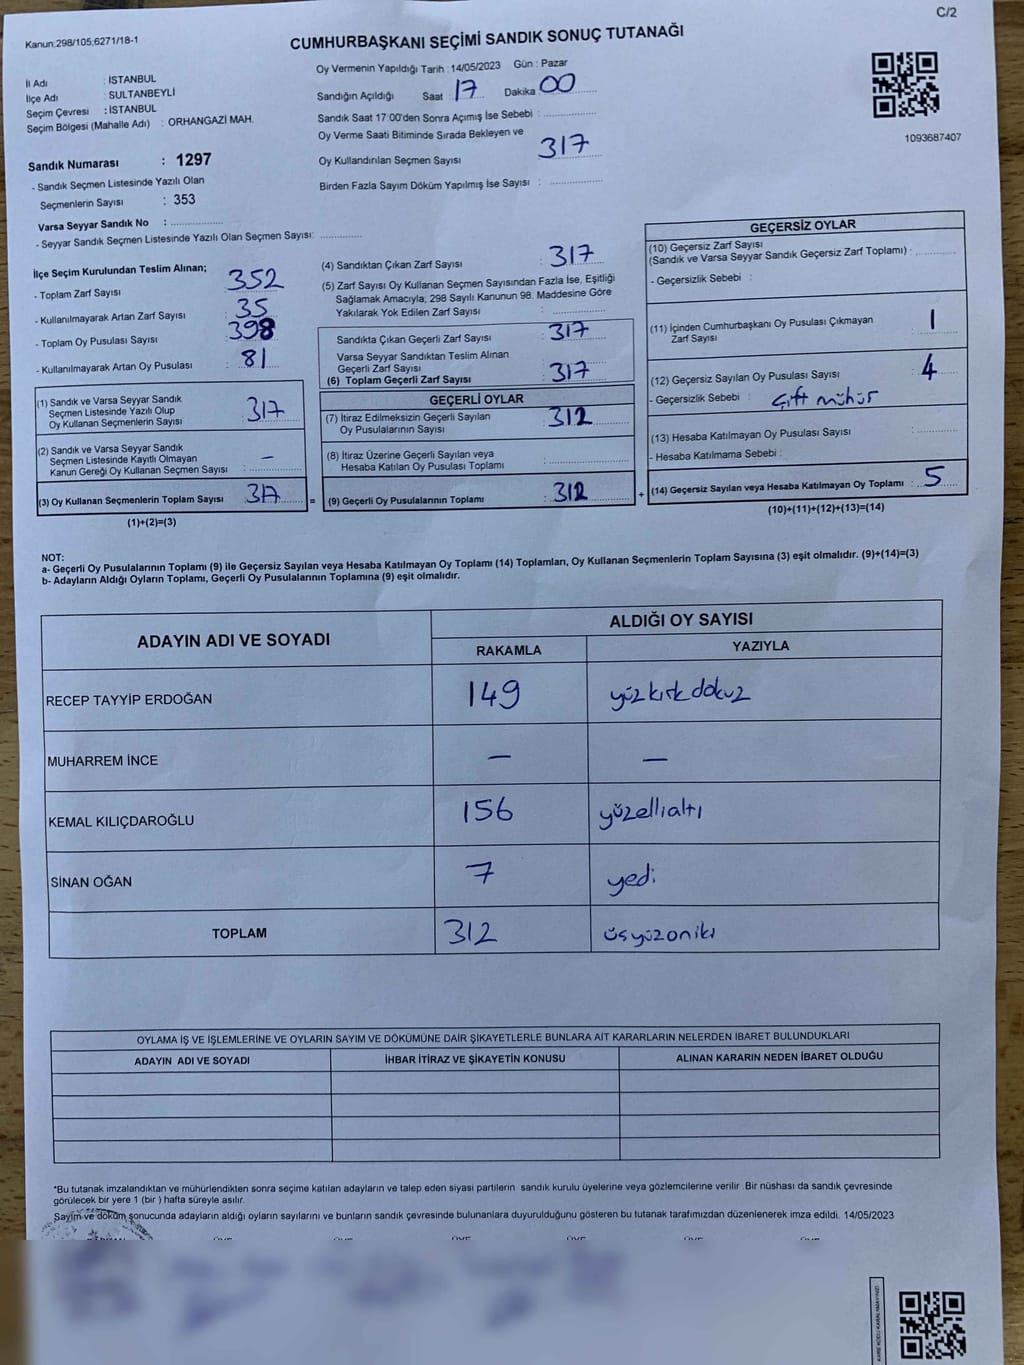 C/2
Kanun;298/105;6271/18-1
CUMHURBAŞKANI SEÇİMİ SANDIK SONUÇ TUTANAĞI
İl Adı : İSTANBUL
İlçe Adı : SULTANBEYLİ
Seçim Çevresi : İSTANBUL
Seçim Bölgesi (Mahalle Adı) : ORHANGAZİ MAH.
Oy Vermenin Yapıldığı Tarih : 14/05/2023 Gün : Pazar
Sandığın Açıldığı Saat 17 Dakika 00
Sandık Saat 17:00'den Sonra Açımış İse Sebebi :
Oy Verme Saati Bitiminde Sırada Bekleyen ve
Oy Kullandırılan Seçmen Sayısı : 317
Birden Fazla Sayım Döküm Yapılmış İse Sayısı :
1093687407
Sandık Numarası : 1297
- Sandık Seçmen Listesinde Yazılı Olan
Seçmenlerin Sayısı : 353
Varsa Seyyar Sandık No :
- Seyyar Sandık Seçmen Listesinde Yazılı Olan Seçmen Sayısı:
İlçe Seçim Kurulundan Teslim Alınan;
- Toplam Zarf Sayısı : 352
- Kullanılmayarak Artan Zarf Sayısı : 35
- Toplam Oy Pusulası Sayısı : 398
- Kullanılmayarak Artan Oy Pusulası : 81
(1) Sandık ve Varsa Seyyar Sandık
Seçmen Listesinde Yazılı Olup
Oy Kullanan Seçmenlerin Sayısı : 317
(2) Sandık ve Varsa Seyyar Sandık
Seçmen Listesinde Kayıtlı Olmayan
Kanun Gereği Oy Kullanan Seçmen Sayısı : –
(3) Oy Kullanan Seçmenlerin Toplam Sayısı : 317 =
(1)+(2)=(3)
(4) Sandıktan Çıkan Zarf Sayısı : 317
(5) Zarf Sayısı Oy Kullanan Seçmen Sayısından Fazla İse, Eşitliği
Sağlamak Amacıyla; 298 Sayılı Kanunun 98. Maddesine Göre
Yakılarak Yok Edilen Zarf Sayısı :
Sandıkta Çıkan Geçerli Zarf Sayısı : 317
Varsa Seyyar Sandıktan Teslim Alınan
Geçerli Zarf Sayısı :
(6) Toplam Geçerli Zarf Sayısı : 317
GEÇERLİ OYLAR
(7) İtiraz Edilmeksizin Geçerli Sayılan
Oy Pusulalarının Sayısı : 312
(8) İtiraz Üzerine Geçerli Sayılan veya
Hesaba Katılan Oy Pusulası Toplamı :
(9) Geçerli Oy Pusulalarının Toplamı : 312 +
GEÇERSİZ OYLAR
(10) Geçersiz Zarf Sayısı
(Sandık ve Varsa Seyyar Sandık Geçersiz Zarf Toplamı) :
- Geçersizlik Sebebi :
(11) İçinden Cumhurbaşkanı Oy Pusulası Çıkmayan
Zarf Sayısı : 1
(12) Geçersiz Sayılan Oy Pusulası Sayısı : 4
- Geçersizlik Sebebi : Çift mühür
(13) Hesaba Katılmayan Oy Pusulası Sayısı :
- Hesaba Katılmama Sebebi :
(14) Geçersiz Sayılan veya Hesaba Katılmayan Oy Toplamı : 5
(10)+(11)+(12)+(13)=(14)
NOT:
a- Geçerli Oy Pusulalarının Toplamı (9) ile Geçersiz Sayılan veya Hesaba Katılmayan Oy Toplamı (14) Toplamları, Oy Kullanan Seçmenlerin Toplam Sayısına (3) eşit olmalıdır. (9)+(14)=(3)
b- Adayların Aldığı Oyların Toplamı, Geçerli Oy Pusulalarının Toplamına (9) eşit olmalıdır.
ADAYIN ADI VE SOYADI ALDIĞI OY SAYISI
RAKAMLA YAZIYLA
RECEP TAYYİP ERDOĞAN 149 yüzkırkdokuz
MUHARREM İNCE – –
KEMAL KILIÇDAROĞLU 156 yüzellialtı
SİNAN OĞAN 7 yedi
TOPLAM 312 üsyüzoniki
OYLAMA İŞ VE İŞLEMLERİNE VE OYLARIN SAYIM VE DÖKÜMÜNE DAİR ŞİKAYETLERLE BUNLARA AİT KARARLARIN NELERDEN İBARET BULUNDUKLARI
ADAYIN ADI VE SOYADI İHBAR İTİRAZ VE ŞİKAYETİN KONUSU ALINAN KARARIN NEDEN İBARET OLDUĞU
*Bu tutanak imzalandıktan ve mühürlendikten sonra seçime katılan adayların ve talep eden siyasi partilerin sandık kurulu üyelerine veya gözlemcilerine verilir. Bir nüshası da sandık çevresinde
görülecek bir yere 1 (bir ) hafta süreyle asılır.
Sayım ve döküm sonucunda adayların aldığı oyların sayılarını ve bunların sandık çevresinde bulunanlara duyurulduğunu gösteren bu tutanak tarafımızdan düzenlenerek imza edildi. 14/05/2023